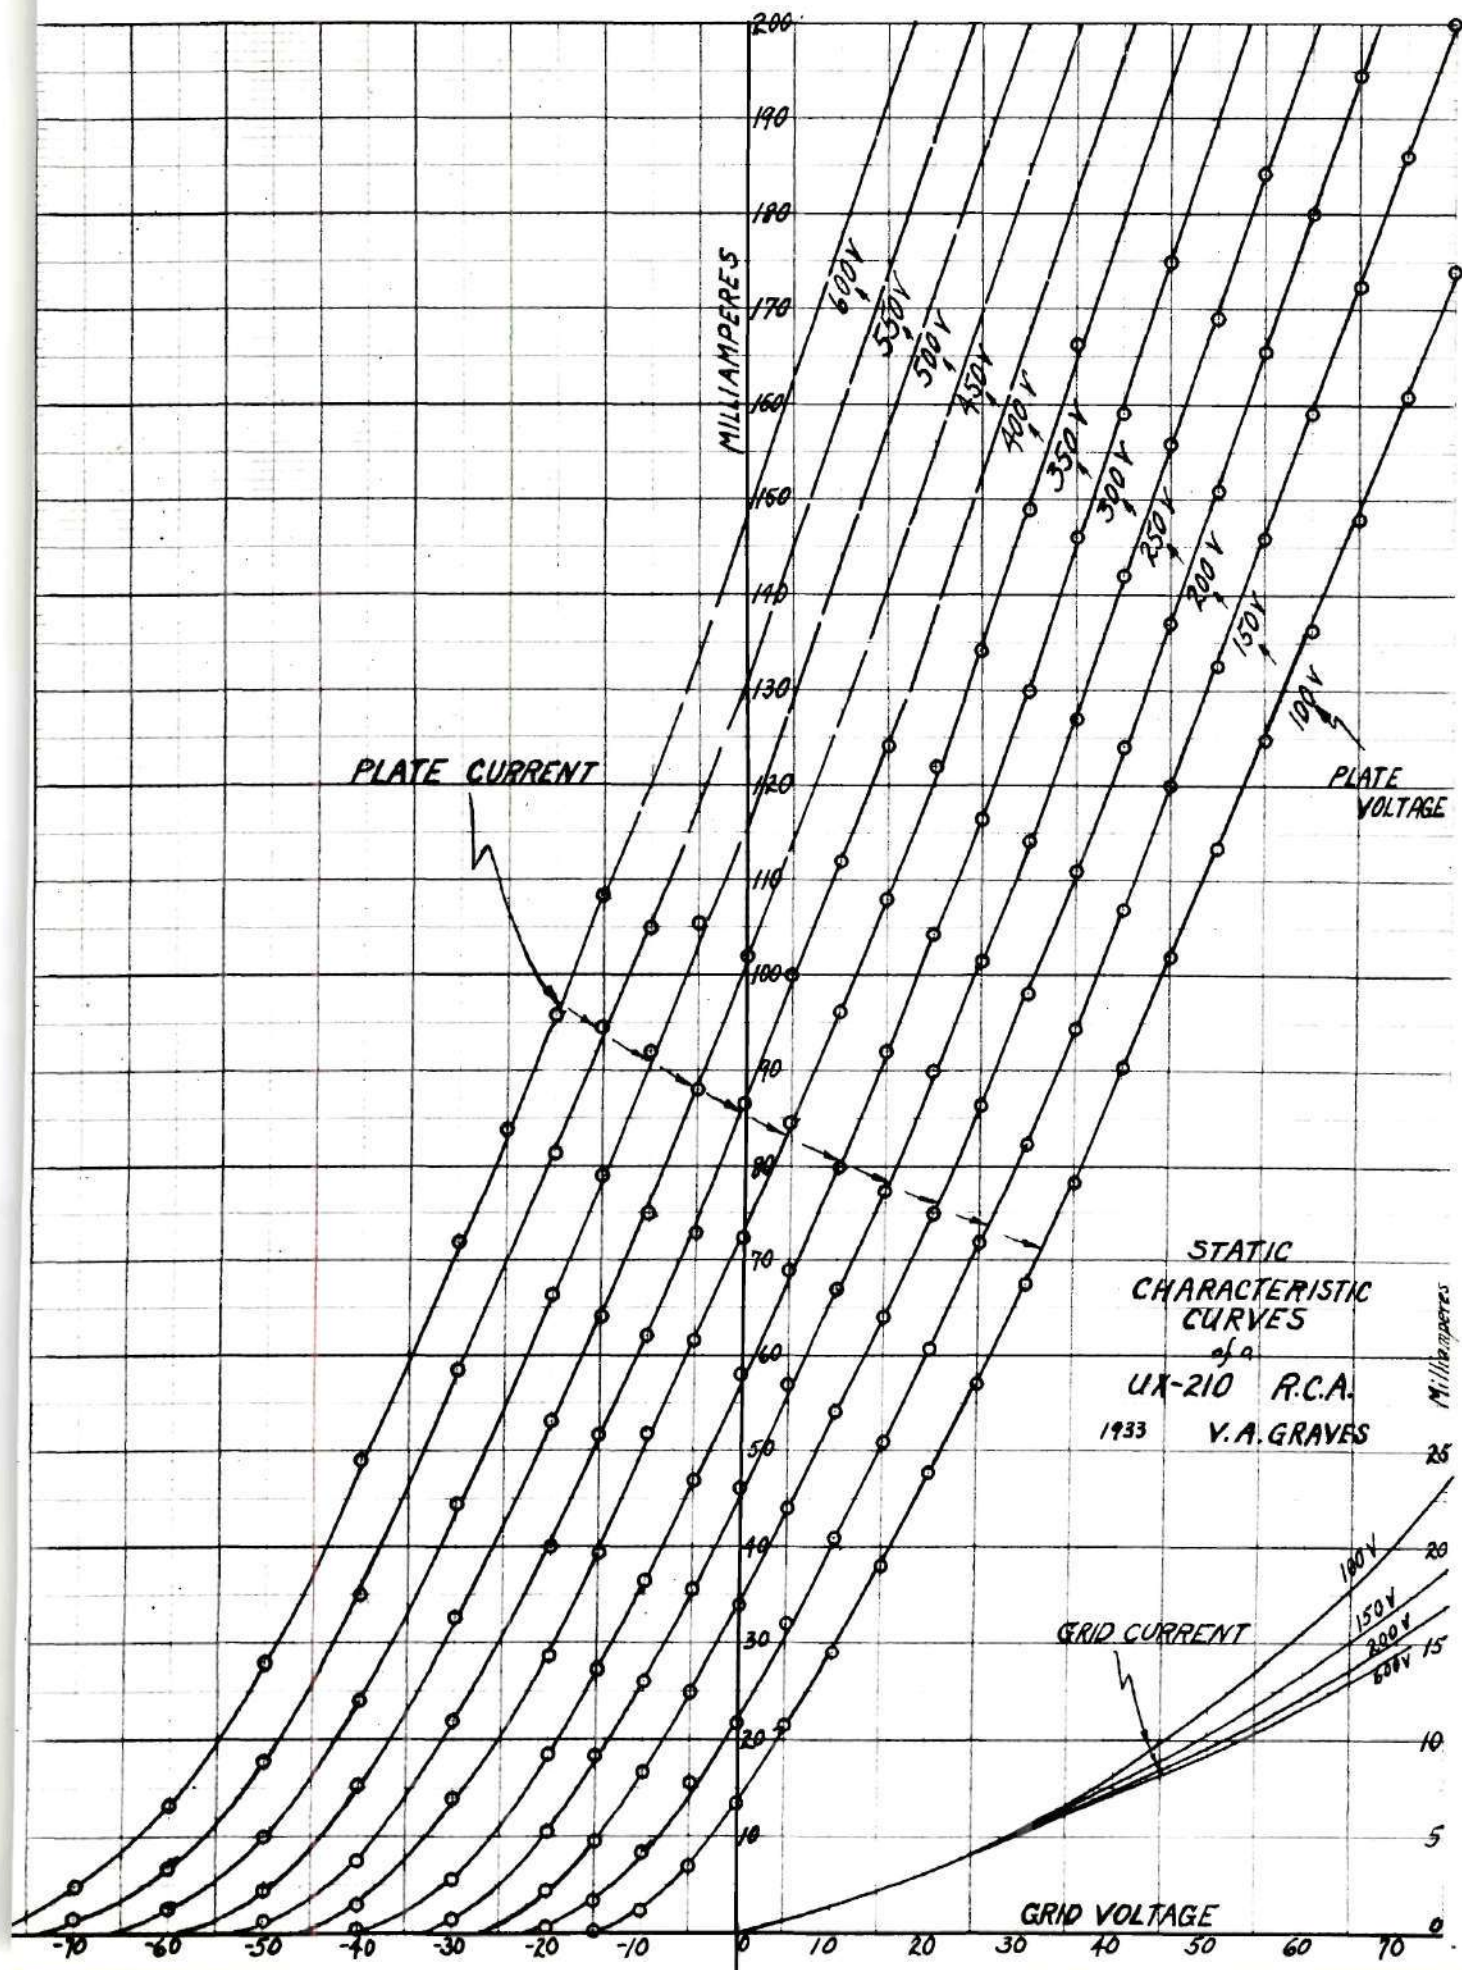 200
190
180
170
160
150
140
130
120
110
100
90
80
70
60
50
40
30
20
10
MILLIAMPERES
600V
550V
500V
450V
400V
350V
300V
250V
200V
150V
100V
PLATE CURRENT
PLATE
VOLTAGE
STATIC
CHARACTERISTIC
CURVES
of a
UX-210 R.C.A.
1933 V.A. GRAVES
Milliamperes
25
20
15
10
5
0
100V
150V
200V
600V
GRID CURRENT
GRID VOLTAGE
-70 -60 -50 -40 -30 -20 -10 0 10 20 30 40 50 60 70